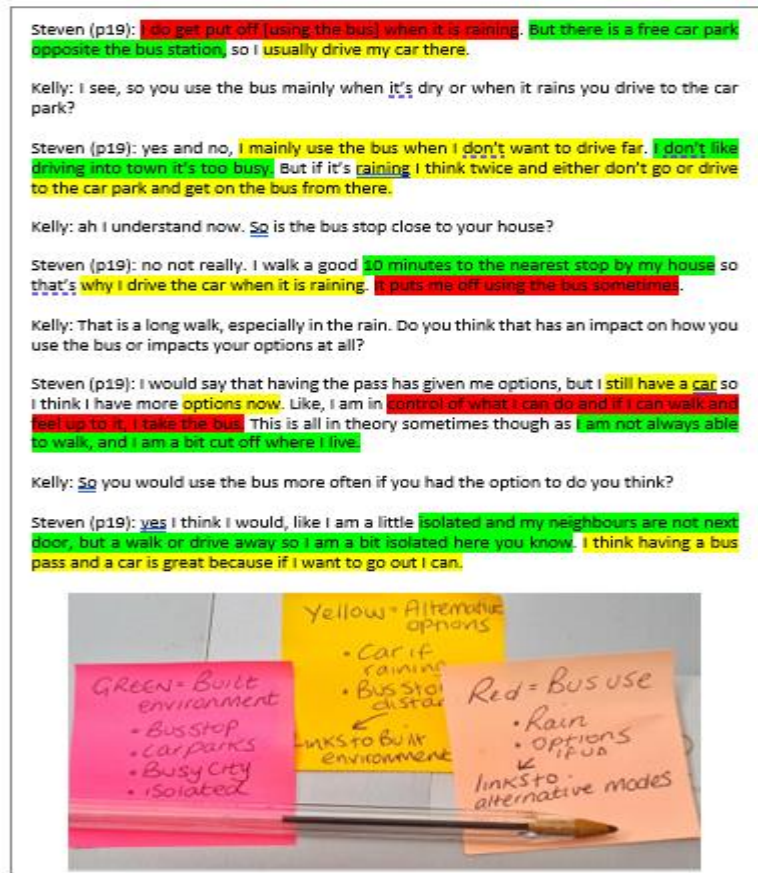 Steven (p19): I do get put off [using the bus] when it is raining. But there is a free car park
opposite the bus station, so I usually drive my car there.
Kelly: I see, so you use the bus mainly when it's dry or when it rains you drive to the car
park?
Steven (p19): yes and no, I mainly use the bus when I don't want to drive far. I don't like
driving into town it's too busy. But if it's raining I think twice and either don't go or drive
to the car park and get on the bus from there.
Kelly: ah I understand now. So is the bus stop close to your house?
Steven (p19): no not really. I walk a good 10 minutes to the nearest stop by my house so
that's why I drive the car when it is raining. It puts me off using the bus sometimes.
Kelly: That is a long walk, especially in the rain. Do you think that has an impact on how you
use the bus or impacts your options at all?
Steven (p19): I would say that having the pass has given me options, but I still have a car so
I think I have more options now. Like, I am in control of what I can do and if I can walk and
feel up to it, I take the bus. This is all in theory sometimes though as I am not always able
to walk, and I am a bit cut off where I live.
Kelly: So you would use the bus more often if you had the option to do you think?
Steven (p19): yes I think I would, like I am a little isolated and my neighbours are not next
door, but a walk or drive away so I am a bit isolated here you know. I think having a bus
pass and a car is great because if I want to go out I can.
GREEN = Built
environment
• Bus stop
• Carparks
• Busy City
• isolated
Yellow = Alternative
options
• Car if
raining
• Bus Sto
dista
Links to Built
environment
Red = Bus use
• Rain
• options
links to
alternative modes